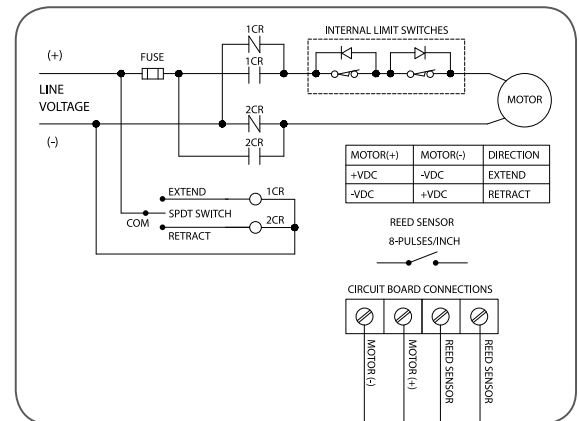 1CR
INTERNAL LIMIT SWITCHES
(+)
FUSE
1CR
LINE
VOLTAGE
MOTOR
2CR
(-)
2CR
MOTOR(+) MOTOR(-) DIRECTION
+VDC -VDC EXTEND
-VDC +VDC RETRACT
EXTEND 1CR
SPDT SWITCH
COM
2CR
RETRACT
REED SENSOR
8-PULSES/INCH
CIRCUIT BOARD CONNECTIONS
MOTOR (-)
MOTOR (+)
REED SENSOR
REED SENSOR